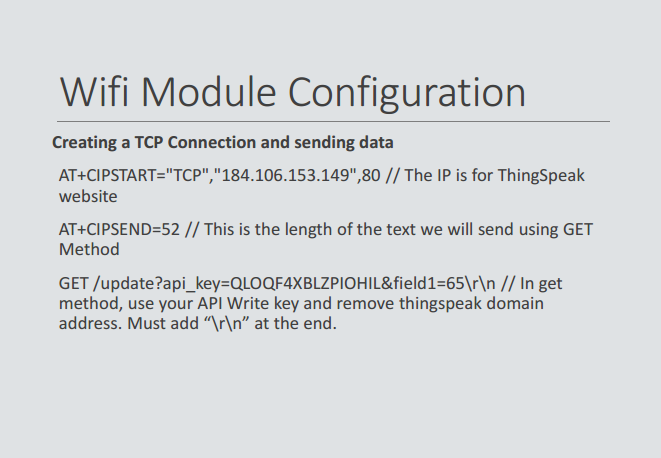 Wifi Module Configuration
Creating a TCP Connection and sending data
AT+CIPSTART="TCP","184.106.153.149",80 // The IP is for ThingSpeak
website
AT+CIPSEND=52 // This is the length of the text we will send using GET
Method
GET /update?api_key=QLOQF4XBLZPIOHIL&field1=65\r\n // In get
method, use your API Write key and remove thingspeak domain
address. Must add “\r\n” at the end.